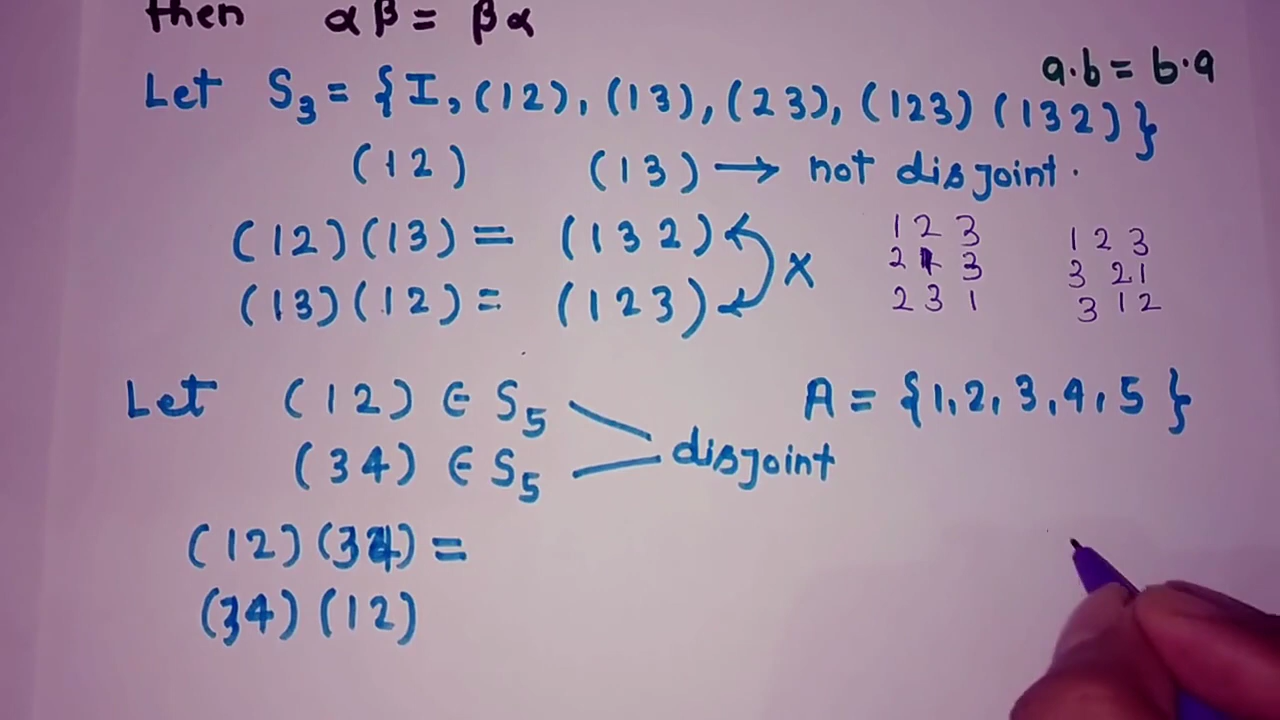 then αβ = βα
a.b = b.a
Let S₃ = {I, (12), (13), (23), (123) (132)}
(12) (13) → not disjoint.
(12)(13) = (132)
(13)(12) = (123)
X
1 2 3
2 1 3
2 3 1
1 2 3
3 2 1
3 1 2
Let (12) ∈ S₅
(34) ∈ S₅
disjoint
A = {1, 2, 3, 4, 5}
(12)(34) =
(34)(12)